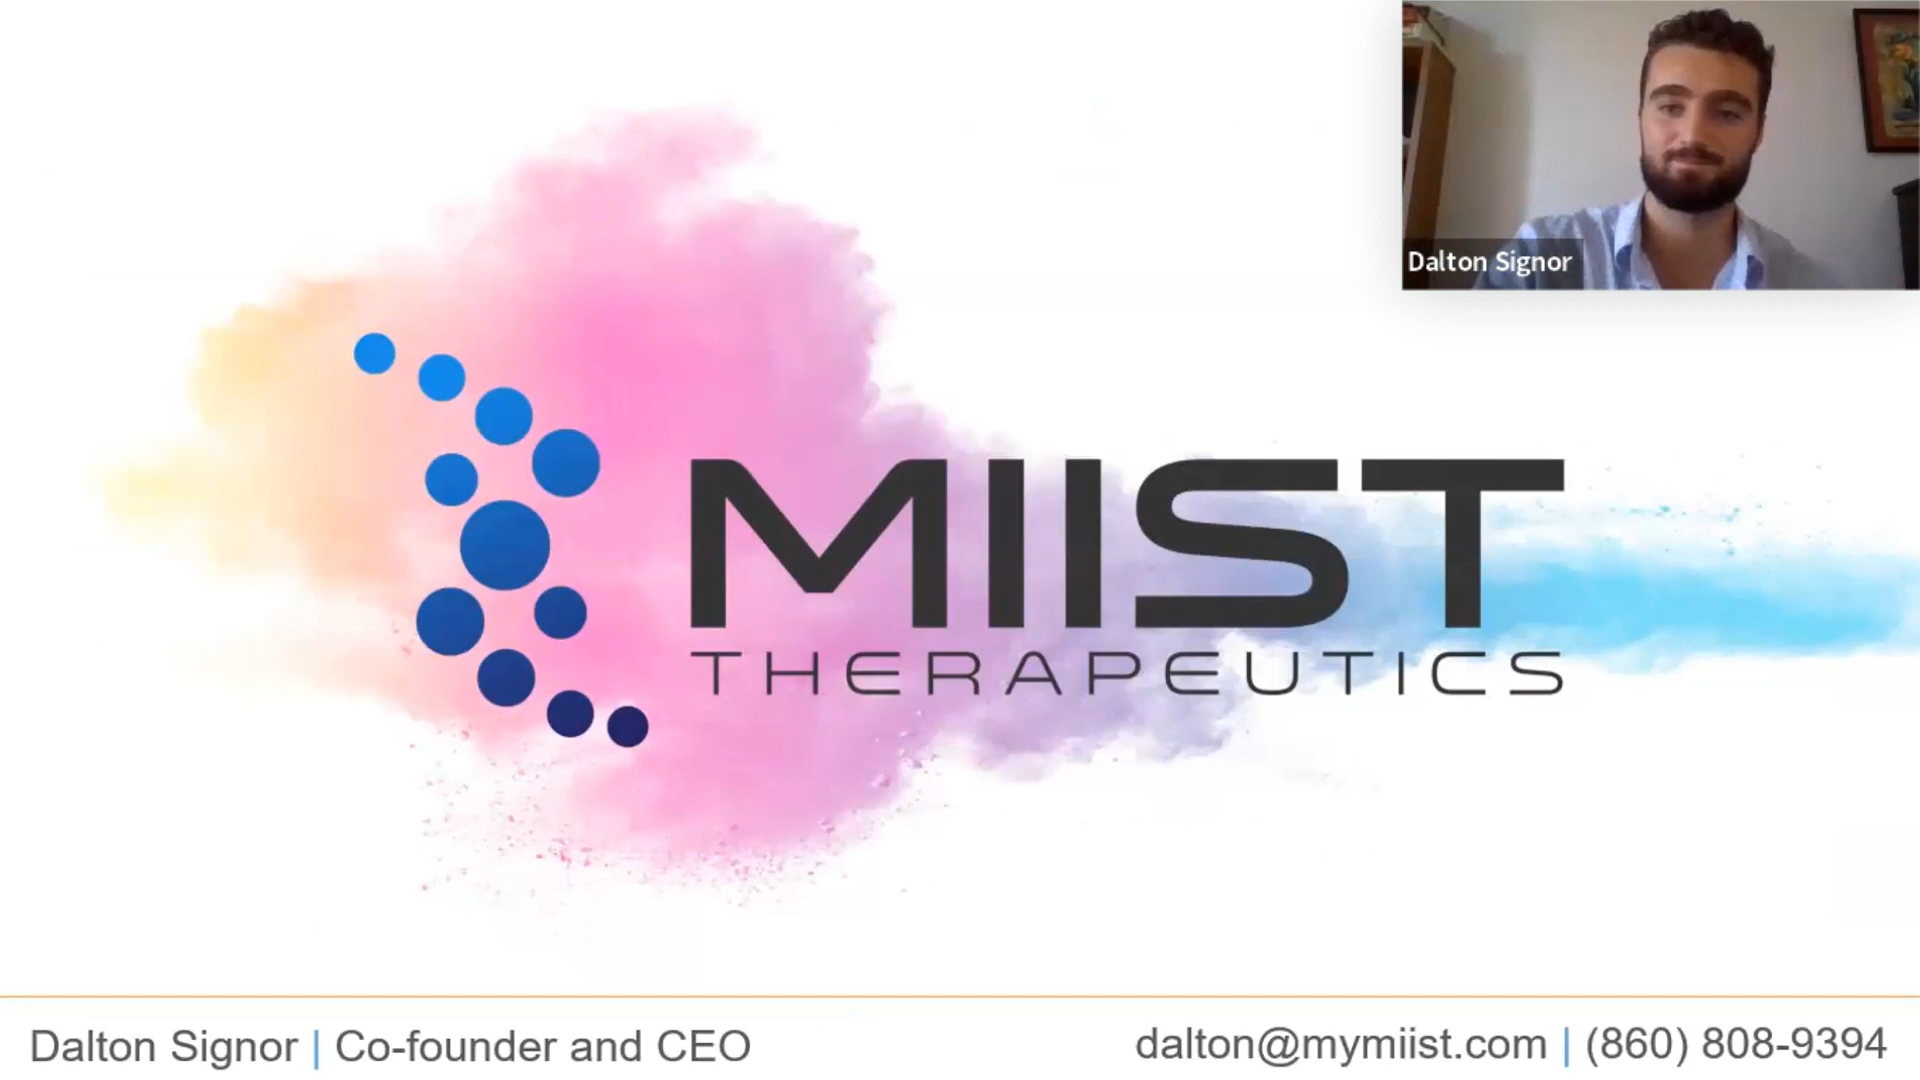 Dalton Signor
MIIST
THERAPEUTICS
Dalton Signor | Co-founder and CEO
dalton@mymiist.com | (860) 808-9394